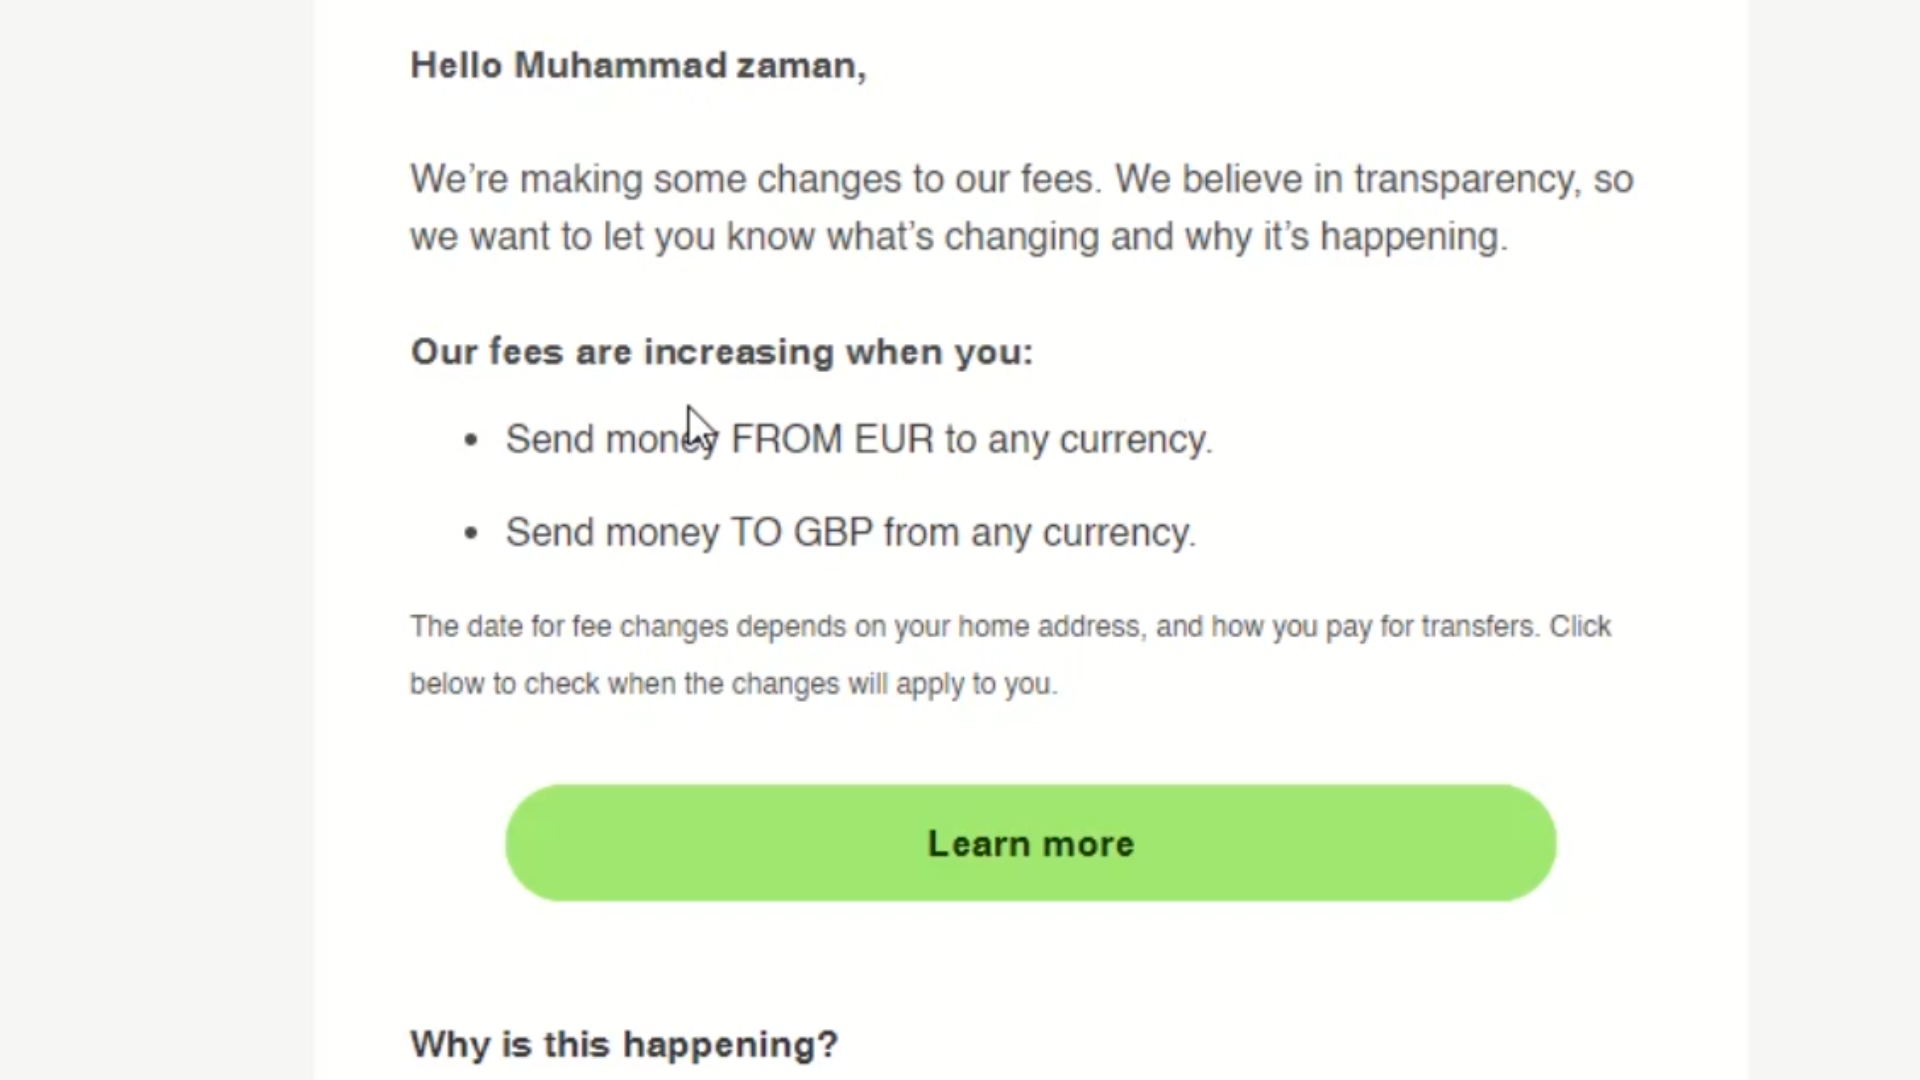 Hello Muhammad zaman,
We’re making some changes to our fees. We believe in transparency, so
we want to let you know what’s changing and why it’s happening.
Our fees are increasing when you:
• Send money FROM EUR to any currency.
• Send money TO GBP from any currency.
The date for fee changes depends on your home address, and how you pay for transfers. Click
below to check when the changes will apply to you.
Learn more
Why is this happening?